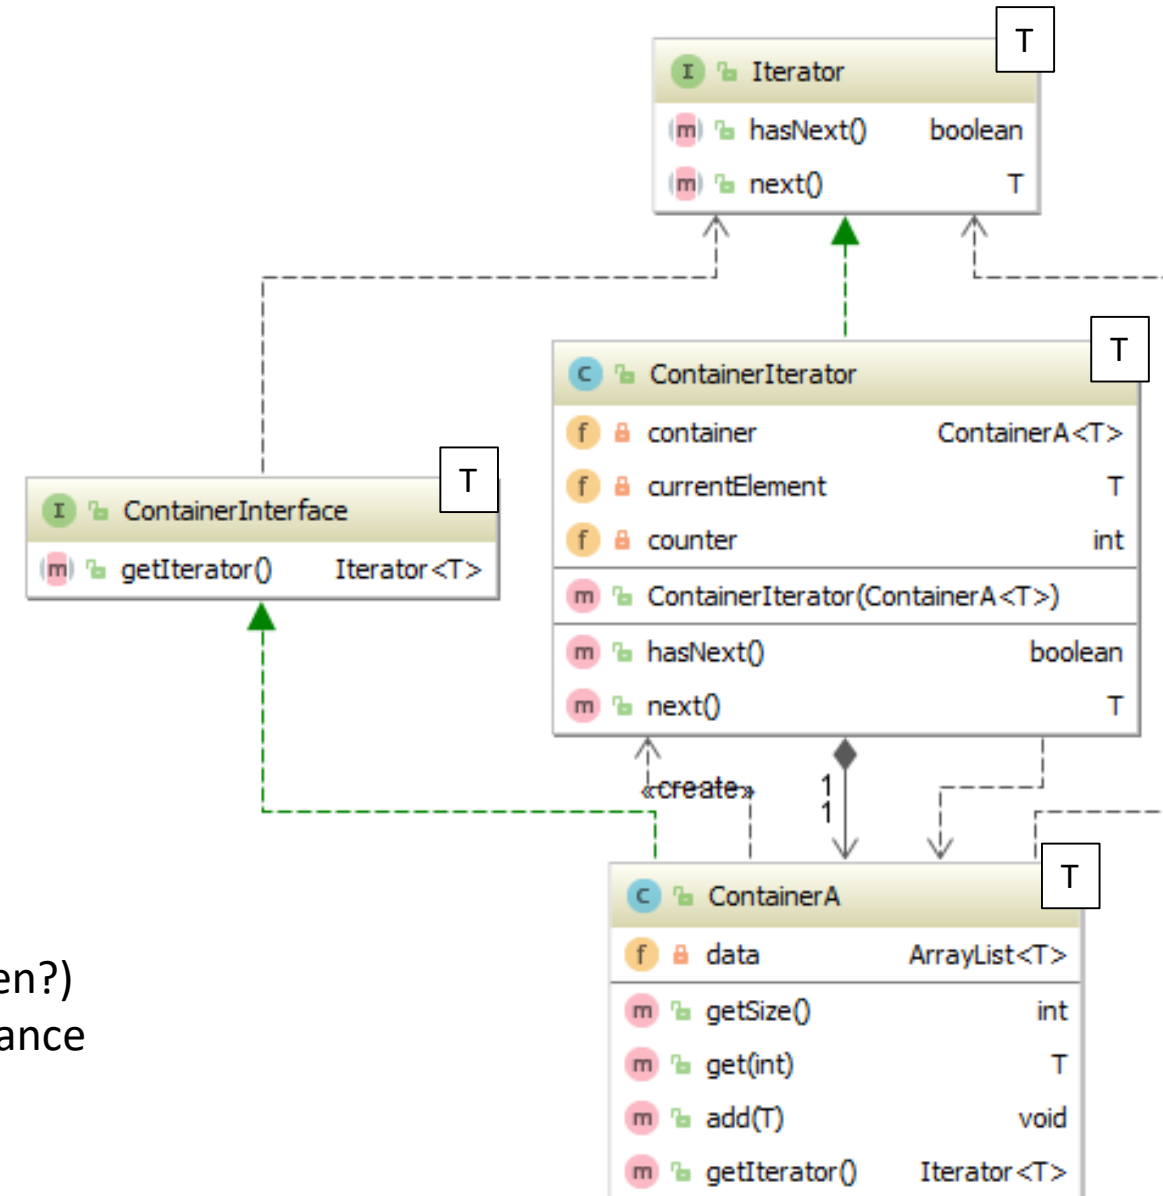 T
I Iterator
m hasNext() boolean
m next() T
T
C ContainerIterator
f container ContainerA<T>
f currentElement T
f counter int
m ContainerIterator(ContainerA<T>)
m hasNext() boolean
m next() T
T
I ContainerInterface
m getIterator() Iterator<T>
«create»
1
1
T
C ContainerA
f data ArrayList<T>
m getSize() int
m get(int) T
m add(T) void
m getIterator() Iterator<T>
en?)
ance